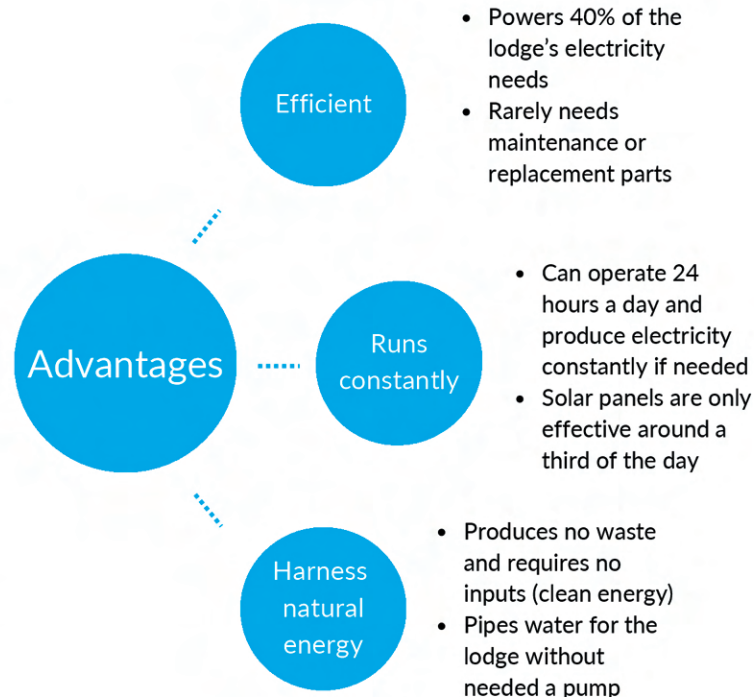 Efficient
• Powers 40% of the
lodge's electricity
needs
• Rarely needs
maintenance or
replacement parts
Advantages
Runs
constantly
• Can operate 24
hours a day and
produce electricity
constantly if needed
• Solar panels are only
effective around a
third of the day
Harness
natural
energy
• Produces no waste
and requires no
inputs (clean energy)
• Pipes water for the
lodge without
needed a pump